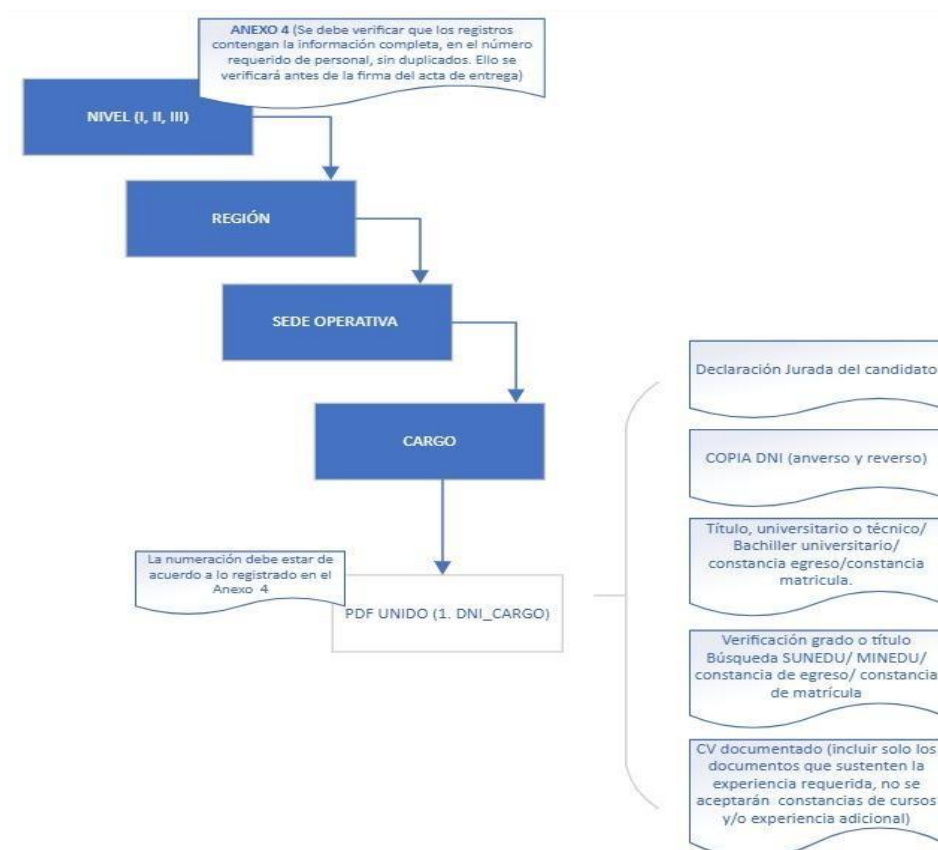 ANEXO 4 (Se debe verificar que los registros
contengan la información completa, en el número
requerido de personal, sin duplicados. Ello se
verificará antes de la firma del acta de entrega)
NIVEL (I, II, III)
REGIÓN
SEDE OPERATIVA
CARGO
La numeración debe estar de
acuerdo a lo registrado en el
Anexo 4
PDF UNIDO (1. DNI_CARGO)
Declaración Jurada del candidato
COPIA DNI (anverso y reverso)
Título, universitario o técnico/
Bachiller universitario/
constancia egreso/constancia
matricula.
Verificación grado o título
Búsqueda SUNEDU/ MINEDU/
constancia de egreso/ constancia
de matrícula
CV documentado (incluir solo los
documentos que sustenten la
experiencia requerida, no se
aceptarán constancias de cursos
y/o experiencia adicional)